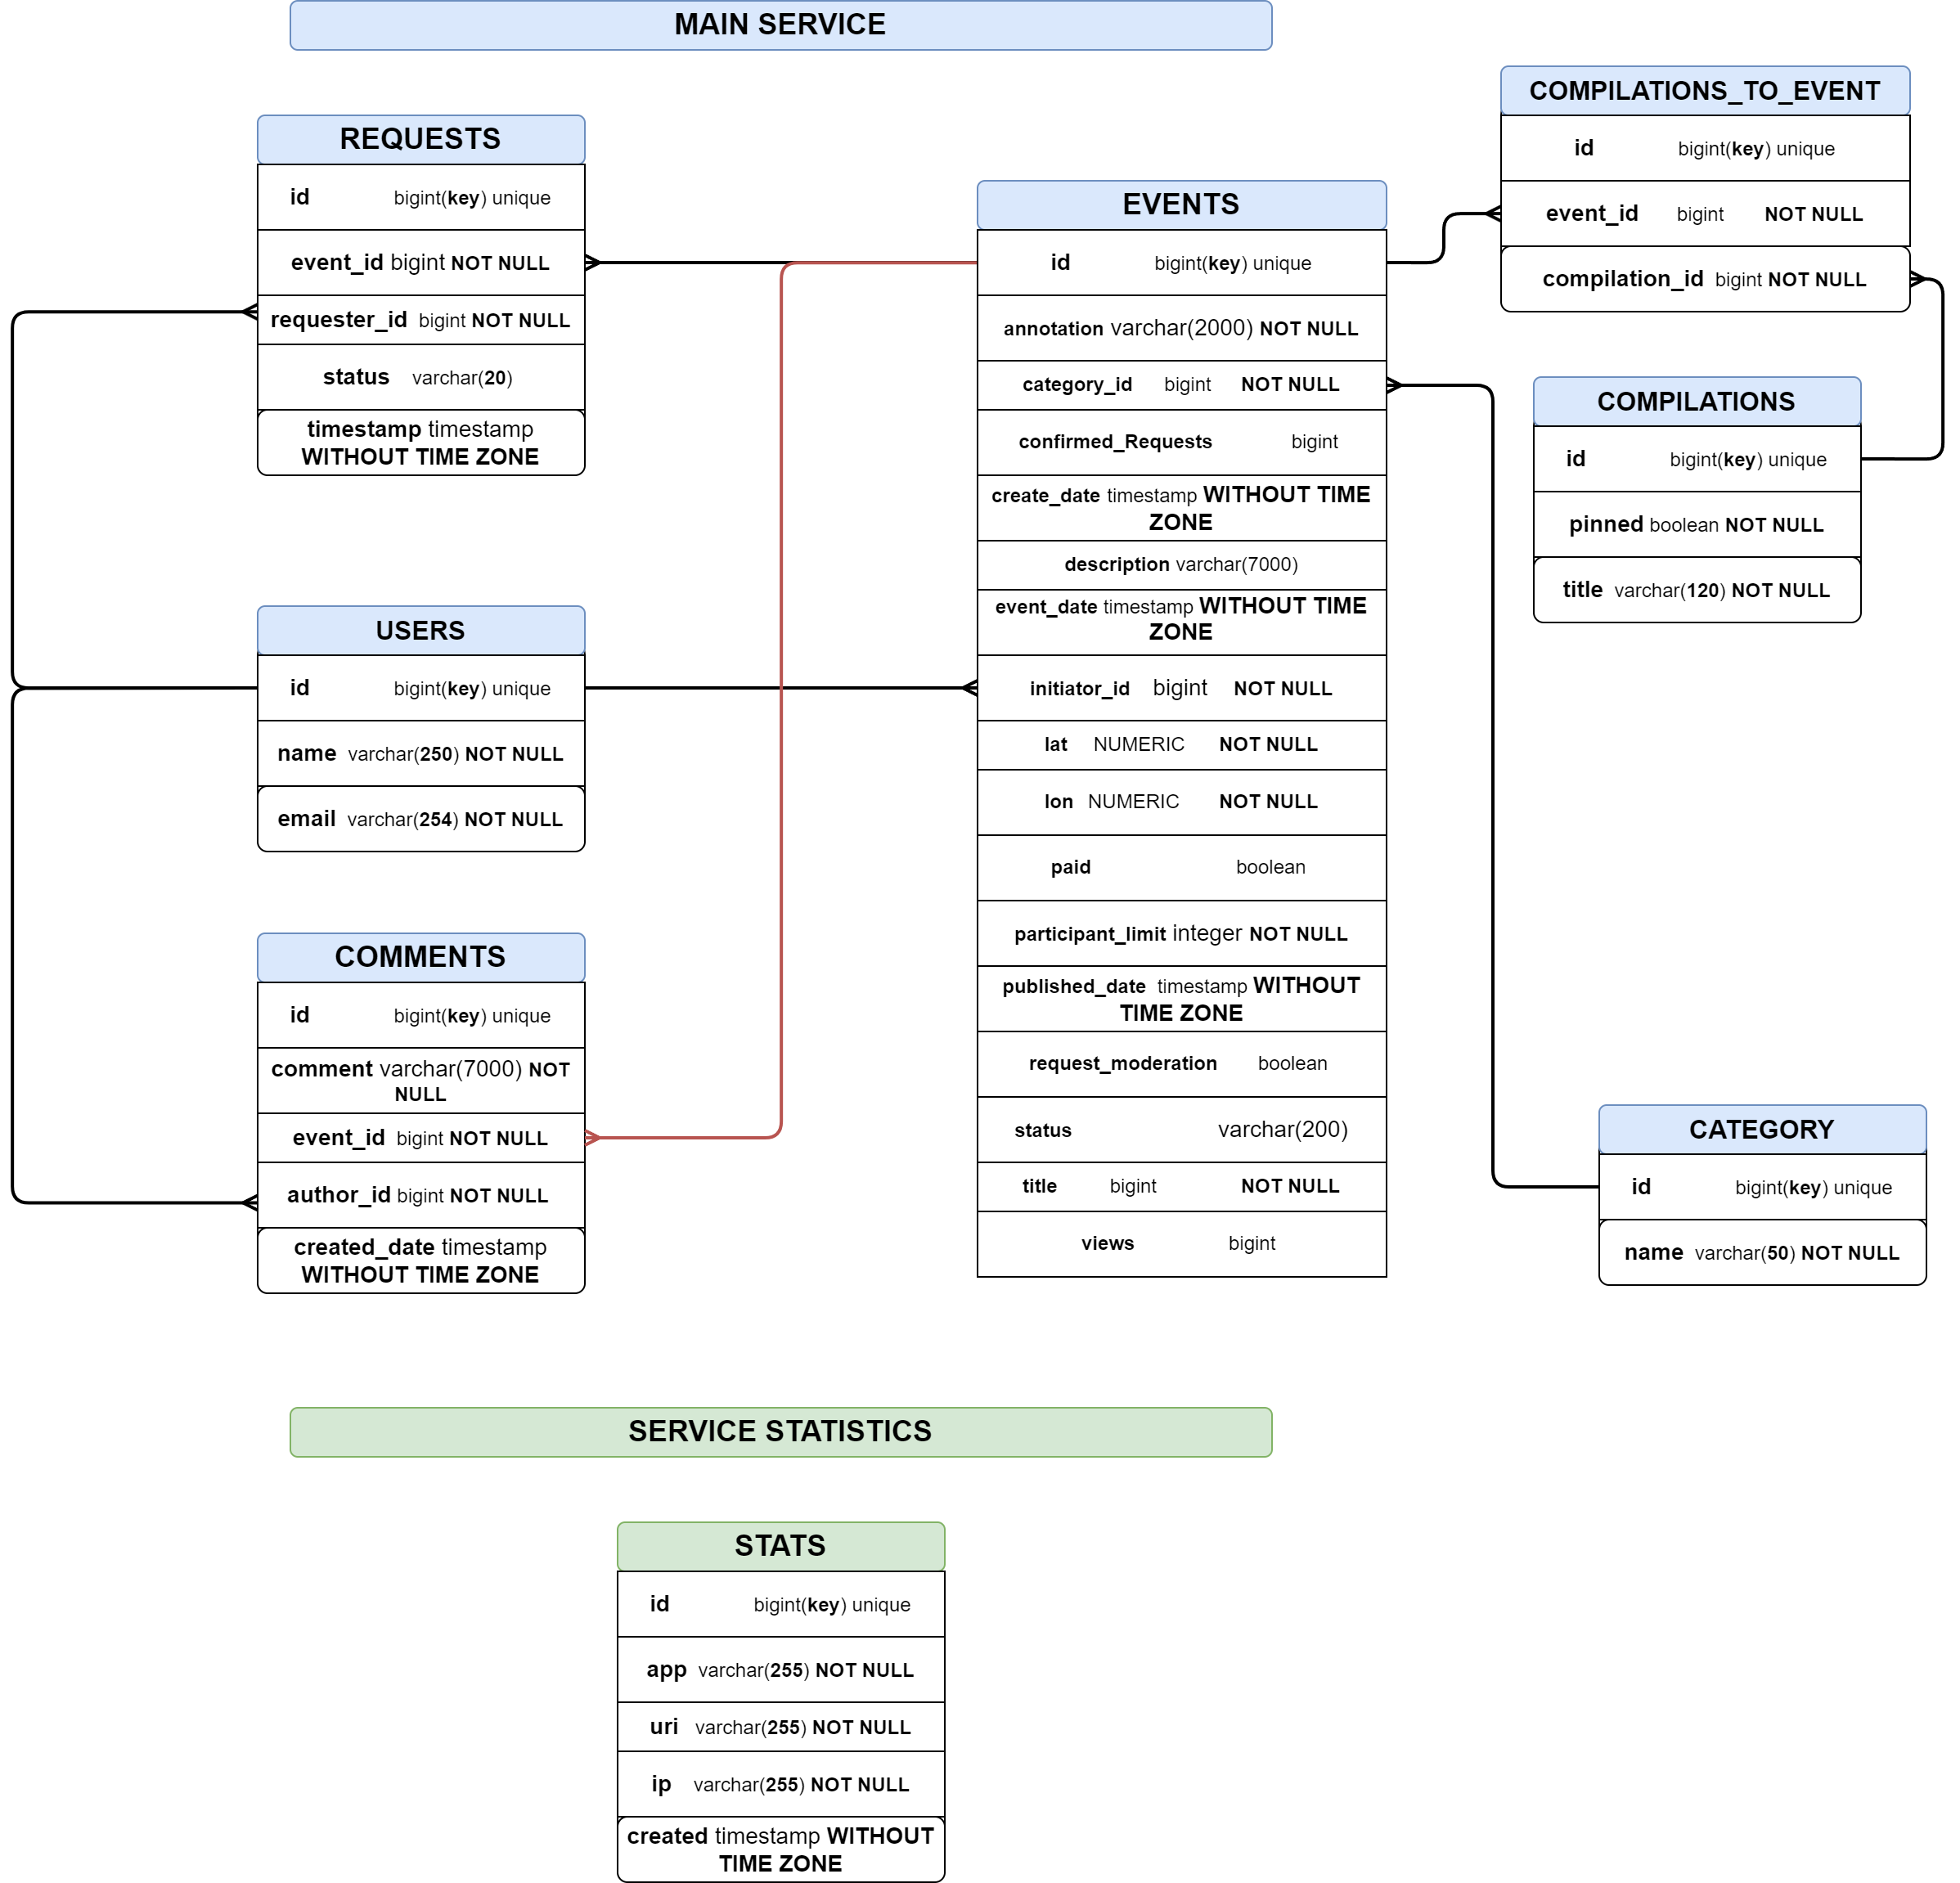 MAIN SERVICE
REQUESTS
id bigint(key) unique
event_id bigint NOT NULL
requester_id bigint NOT NULL
status varchar(20)
timestamp timestamp
WITHOUT TIME ZONE
USERS
id bigint(key) unique
name varchar(250) NOT NULL
email varchar(254) NOT NULL
COMMENTS
id bigint(key) unique
comment varchar(7000) NOT
NULL
event_id bigint NOT NULL
author_id bigint NOT NULL
created_date timestamp
WITHOUT TIME ZONE
EVENTS
id bigint(key) unique
annotation varchar(2000) NOT NULL
category_id bigint NOT NULL
confirmed_Requests bigint
create_date timestamp WITHOUT TIME
ZONE
description varchar(7000)
event_date timestamp WITHOUT TIME
ZONE
initiator_id bigint NOT NULL
lat NUMERIC NOT NULL
lon NUMERIC NOT NULL
paid boolean
participant_limit integer NOT NULL
published_date timestamp WITHOUT
TIME ZONE
request_moderation boolean
status varchar(200)
title bigint NOT NULL
views bigint
COMPILATIONS_TO_EVENT
id bigint(key) unique
event_id bigint NOT NULL
compilation_id bigint NOT NULL
COMPILATIONS
id bigint(key) unique
pinned boolean NOT NULL
title varchar(120) NOT NULL
CATEGORY
id bigint(key) unique
name varchar(50) NOT NULL
SERVICE STATISTICS
STATS
id bigint(key) unique
app varchar(255) NOT NULL
uri varchar(255) NOT NULL
ip varchar(255) NOT NULL
created timestamp WITHOUT
TIME ZONE